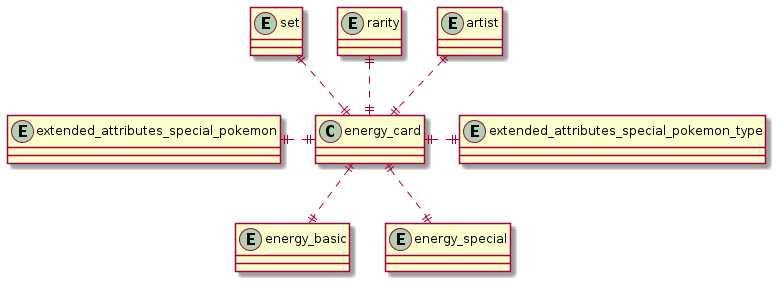 E set
E rarity
E artist
E extended_attributes_special_pokemon
C energy_card
E extended_attributes_special_pokemon_type
E energy_basic
E energy_special